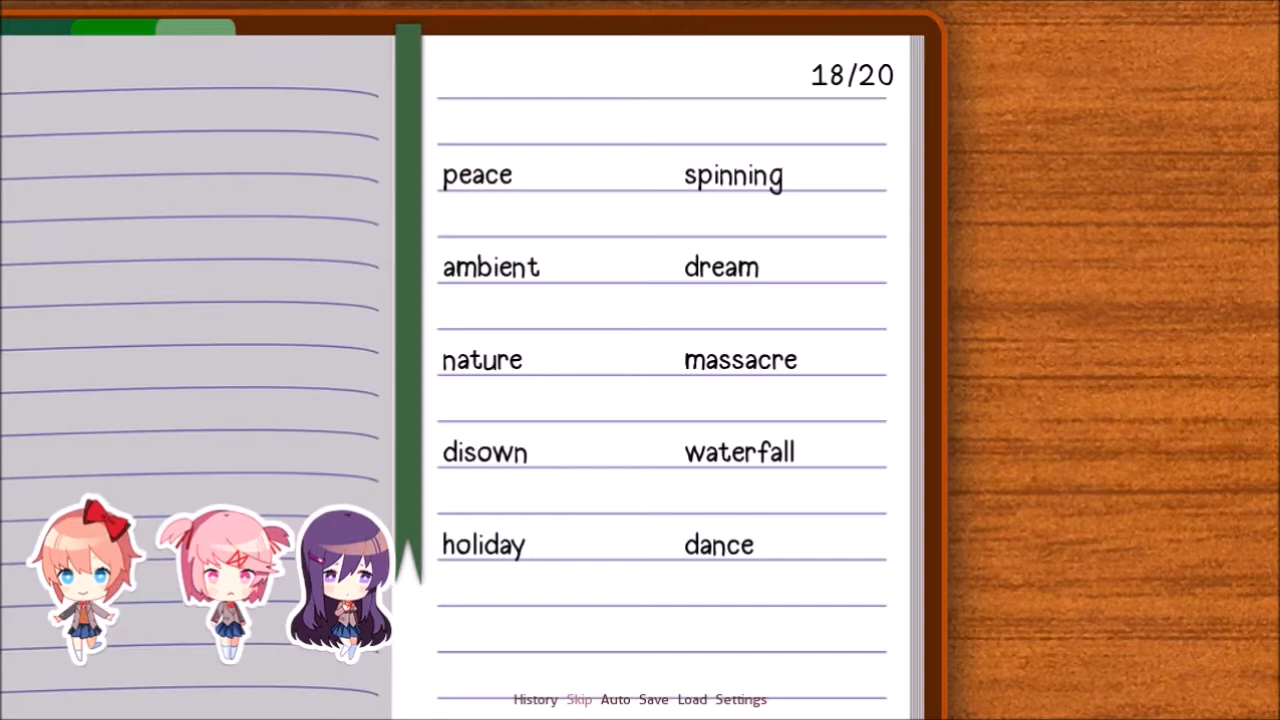 18/20
peace spinning
ambient dream
nature massacre
disown waterfall
holiday dance
History Skip Auto Save Load Settings